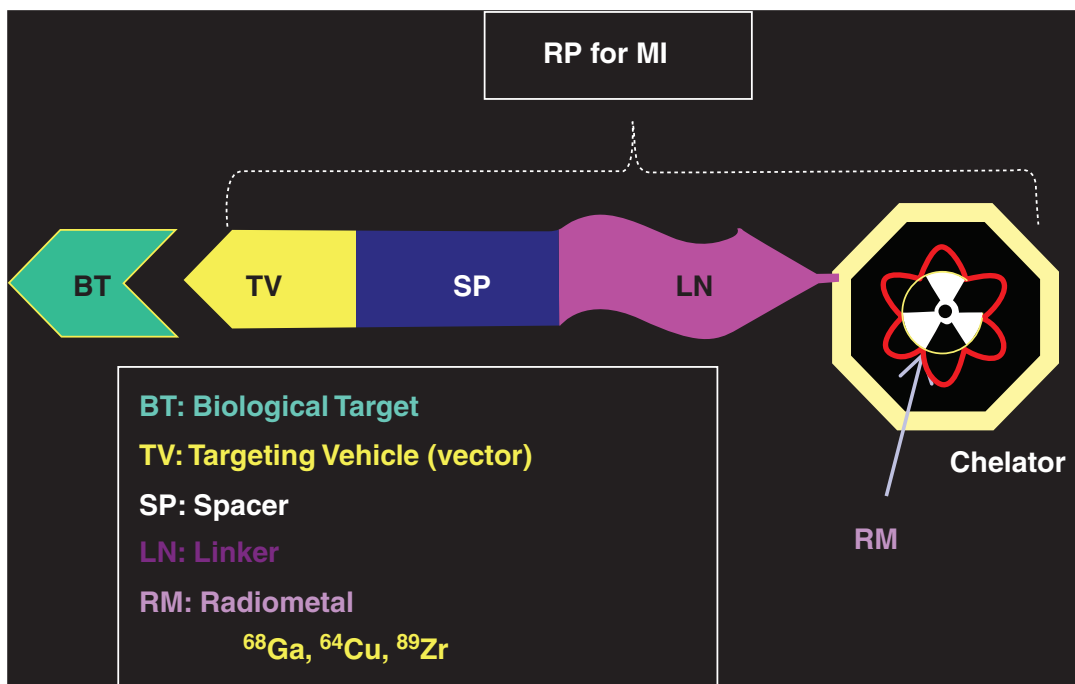 RP for MI
BT
TV
SP
LN
Chelator
RM
BT: Biological Target
TV: Targeting Vehicle (vector)
SP: Spacer
LN: Linker
RM: Radiometal
⁶⁸Ga, ⁶⁴Cu, ⁸⁹Zr